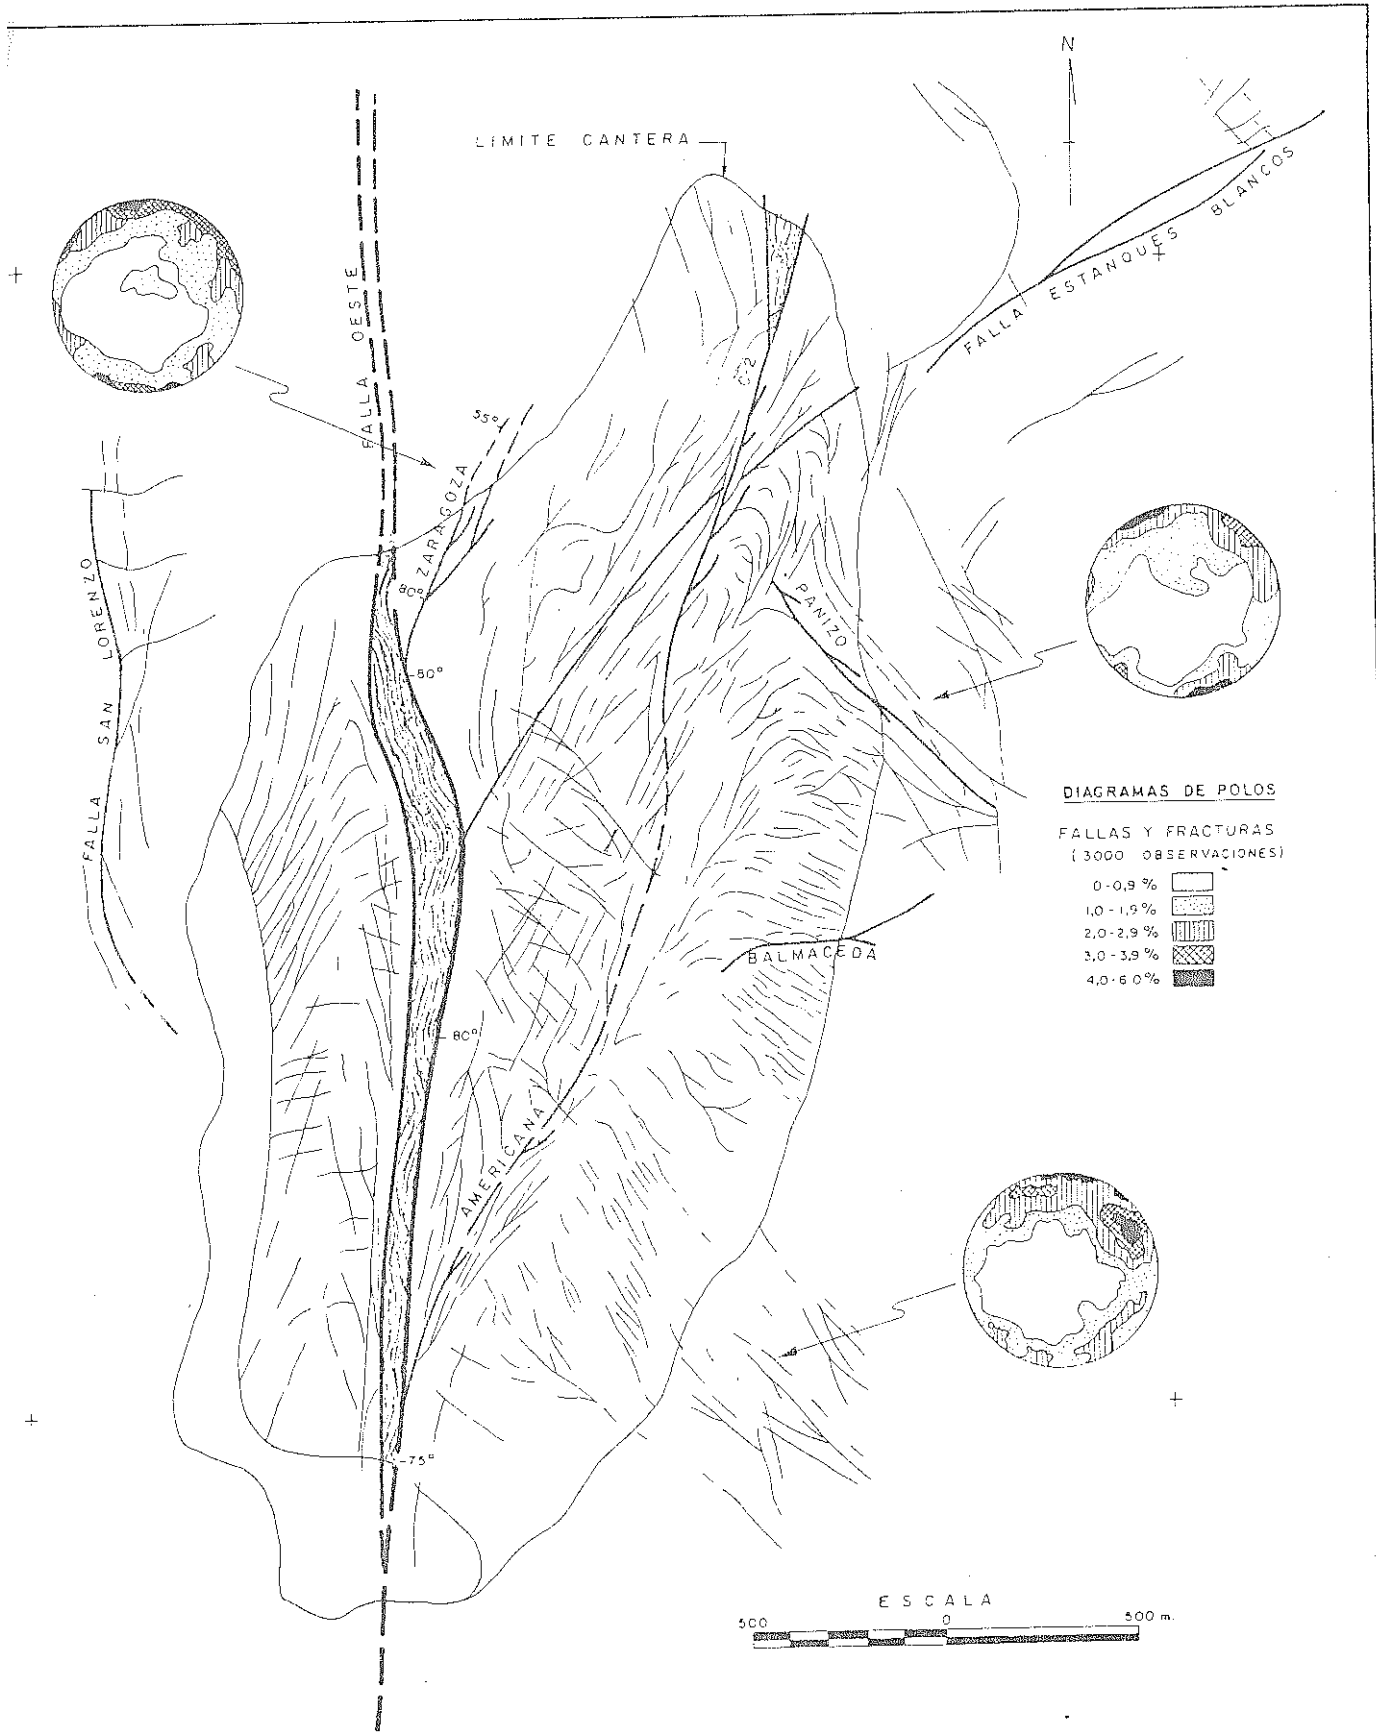 N
LIMITE CANTERA
FALLA ESTANQUES BLANCOS
FALLA OESTE
C-2
55°
ZARAGOZA
80°
80°
PANIZO
FALLA SAN LORENZO
DIAGRAMAS DE POLOS
FALLAS Y FRACTURAS
(3000 OBSERVACIONES)
0-0,9 %
1,0-1,9%
2,0-2,9 %
3,0-3,9 %
4,0-6 0%
BALMACEDA
80°
AMERICANA
75°
ESCALA
500 0 500 m.